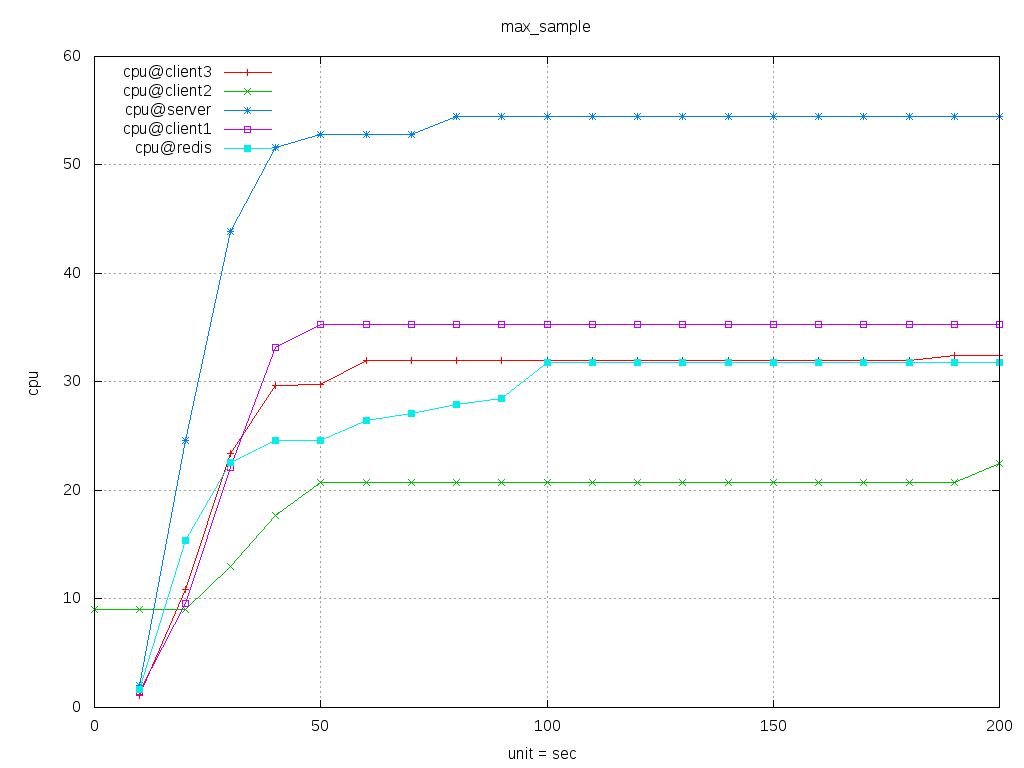 max_sample
60
50
40
30
20
10
0
cpu
cpu@client3
cpu@client2
cpu@server
cpu@client1
cpu@redis
0 50 100 150 200
unit = sec